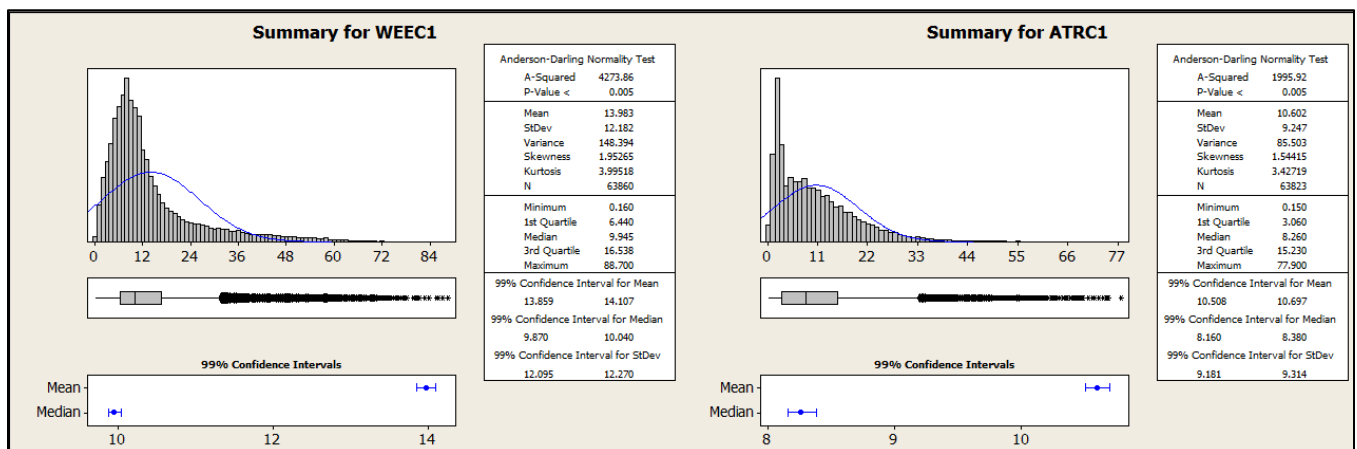 Summary for WEEC1
0 12 24 36 48 60 72 84
Anderson-Darling Normality Test
A-Squared 4273.86
P-Value < 0.005
Mean 13.983
StDev 12.182
Variance 148.394
Skewness 1.95265
Kurtosis 3.99518
N 63860
Minimum 0.160
1st Quartile 6.440
Median 9.945
3rd Quartile 16.538
Maximum 88.700
99% Confidence Interval for Mean
13.859 14.107
99% Confidence Interval for Median
9.870 10.040
99% Confidence Interval for StDev
12.095 12.270
99% Confidence Intervals
Mean
Median
10 12 14
Summary for ATRC1
0 11 22 33 44 55 66 77
Anderson-Darling Normality Test
A-Squared 1995.92
P-Value < 0.005
Mean 10.602
StDev 9.247
Variance 85.503
Skewness 1.54415
Kurtosis 3.42719
N 63823
Minimum 0.150
1st Quartile 3.060
Median 8.260
3rd Quartile 15.230
Maximum 77.900
99% Confidence Interval for Mean
10.508 10.697
99% Confidence Interval for Median
8.160 8.380
99% Confidence Interval for StDev
9.181 9.314
99% Confidence Intervals
Mean
Median
8 9 10